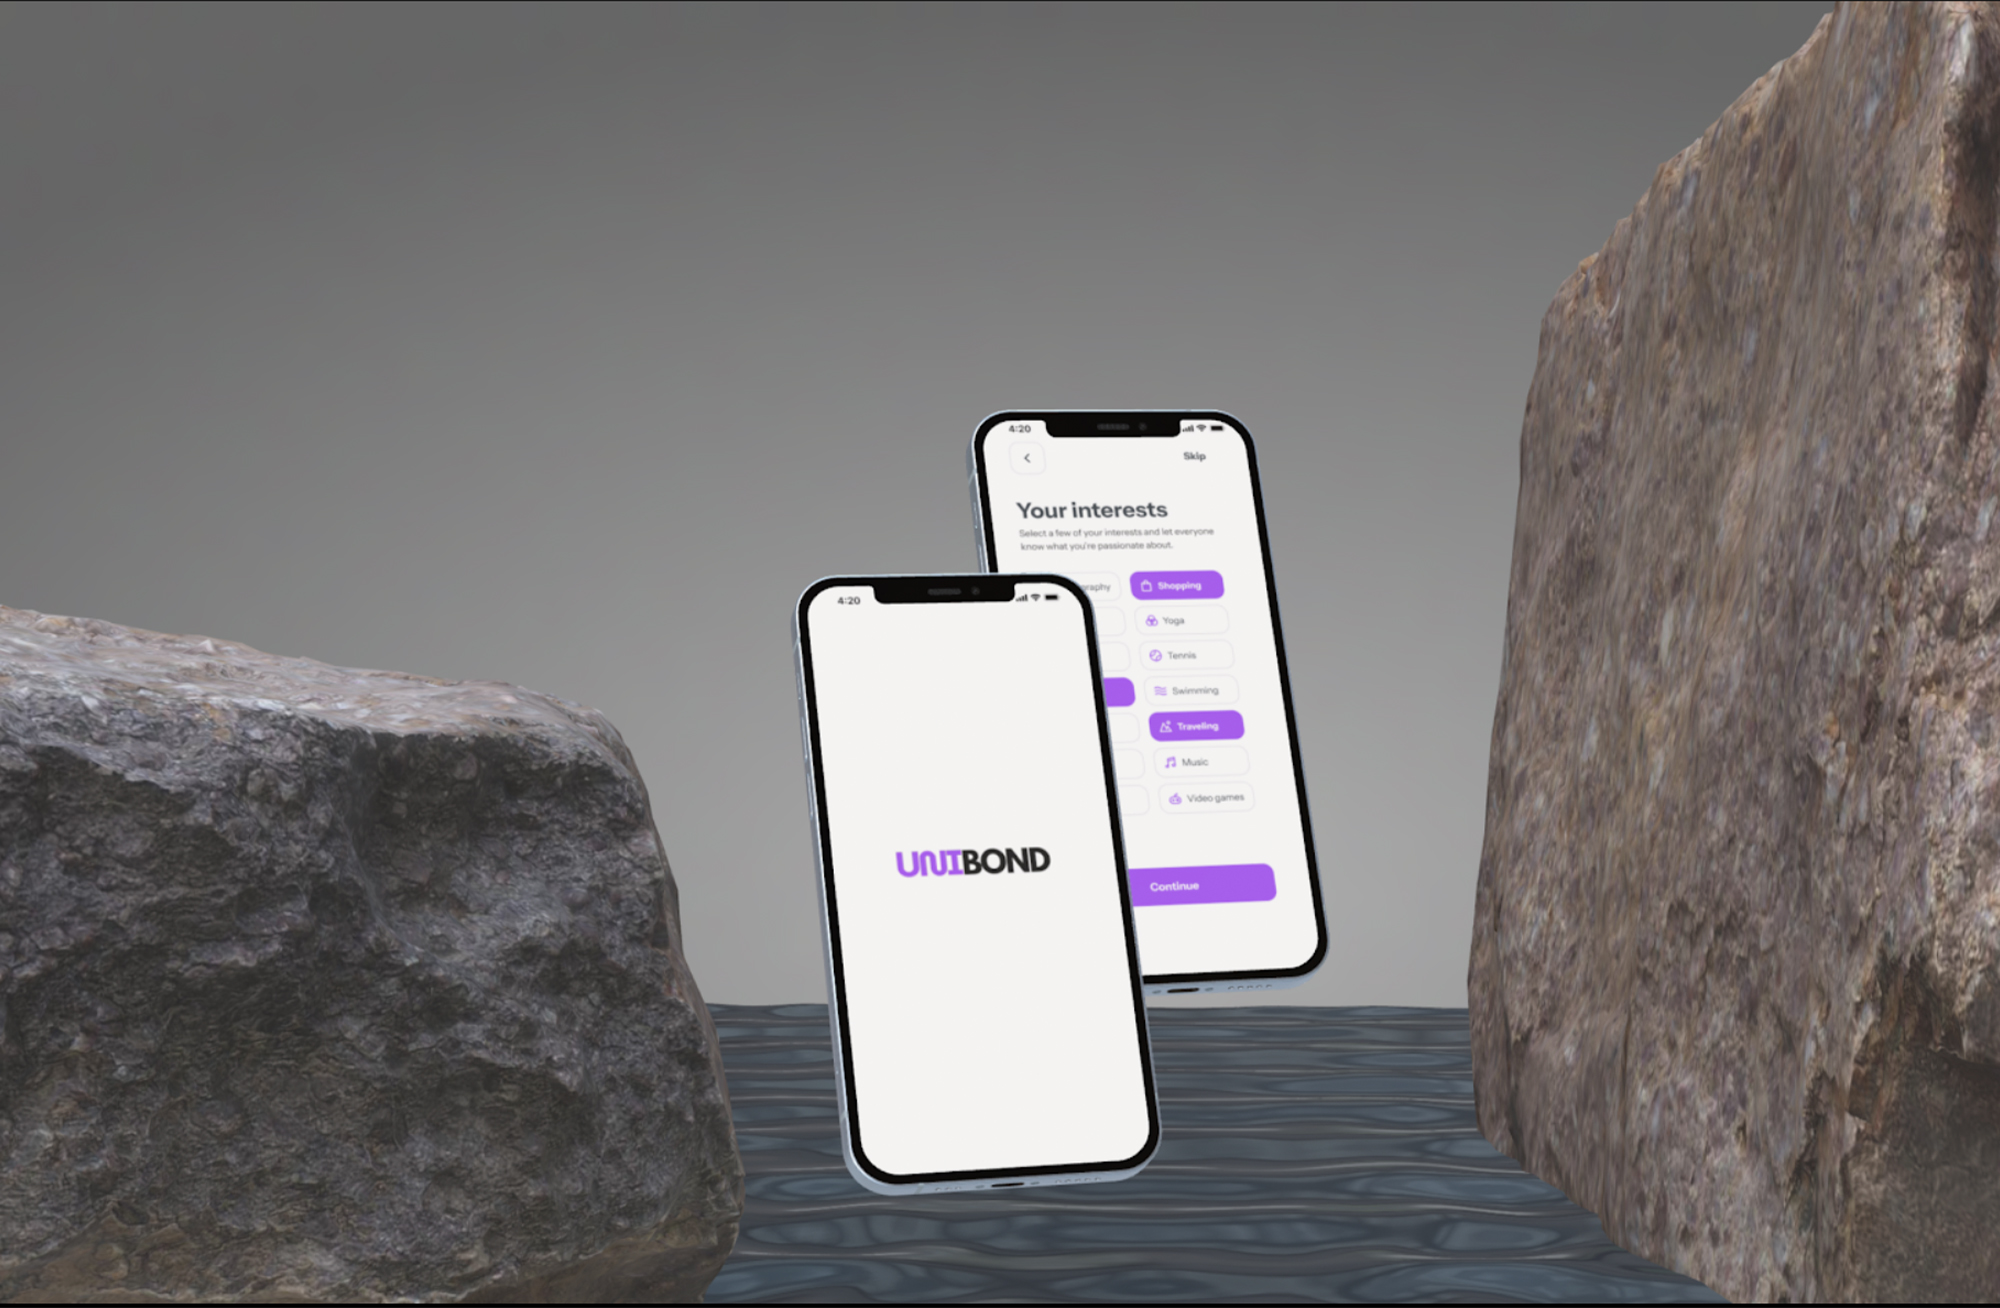 4:20
Skip
Your interests
Select a few of your interests and let everyone
know what you're passionate about.
Shopping
Yoga
Tennis
Swimming
Traveling
Music
Video games
Continue
4:20
UNIBOND